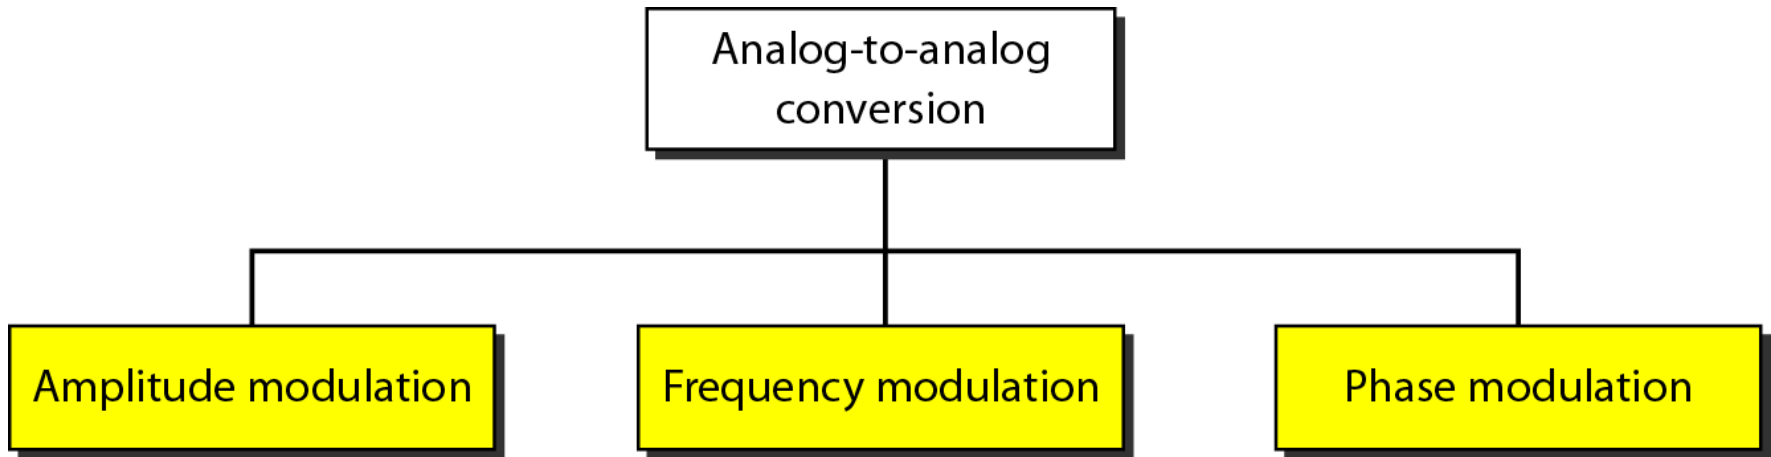 Analog-to-analog
conversion
Amplitude modulation
Frequency modulation
Phase modulation